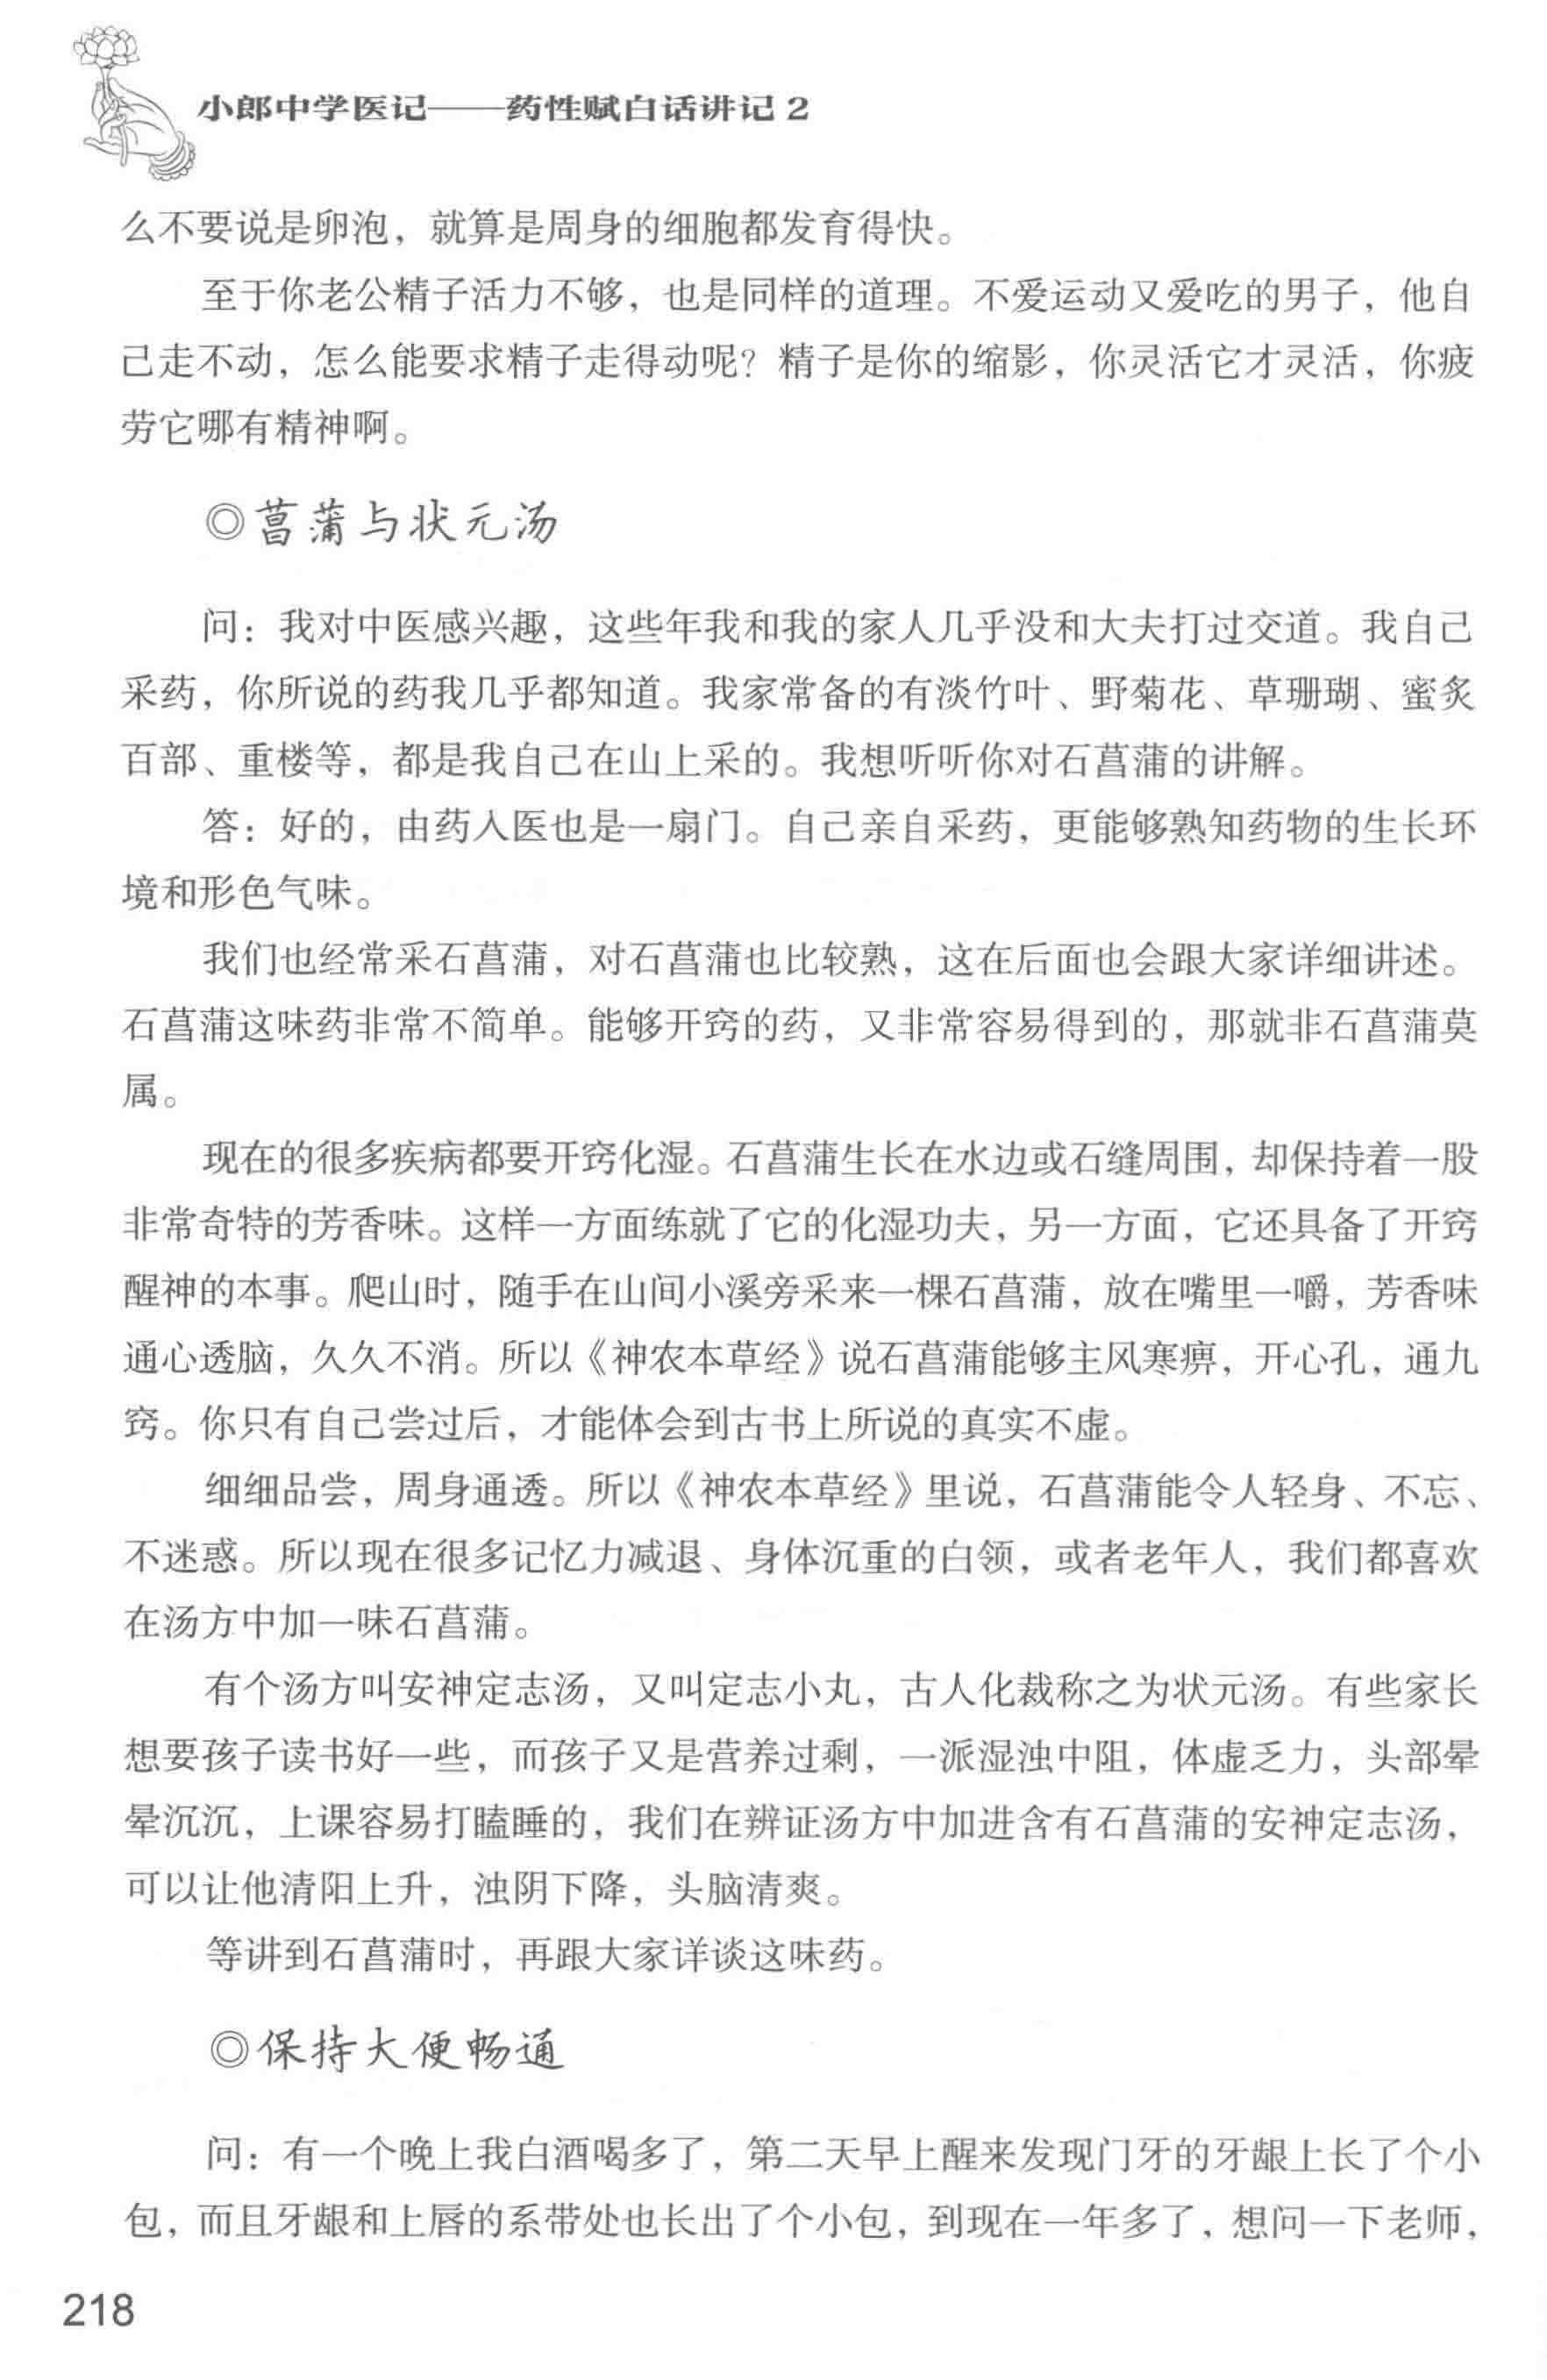 小郎中学医记——药性赋白话讲记2
么不要说是卵泡，就算是周身的细胞都发育得快。
至于你老公精子活力不够，也是同样的道理。不爱运动又爱吃的男子，他自
己走不动，怎么能要求精子走得动呢？精子是你的缩影，你灵活它才灵活，你疲
劳它哪有精神啊。
◎菖蒲与状元汤
问：我对中医感兴趣，这些年我和我的家人几乎没和大夫打过交道。我自己
采药，你所说的药我几乎都知道。我家常备的有淡竹叶、野菊花、草珊瑚、蜜炙
百部、重楼等，都是我自己在山上采的。我想听听你对石菖蒲的讲解。
答：好的，由药入医也是一扇门。自己亲自采药，更能够熟知药物的生长环
境和形色气味。
我们也经常采石菖蒲，对石菖蒲也比较熟，这在后面也会跟大家详细讲述。
石菖蒲这味药非常不简单。能够开窍的药，又非常容易得到的，那就非石菖蒲莫
属。
现在的很多疾病都要开窍化湿。石菖蒲生长在水边或石缝周围，却保持着一股
非常奇特的芳香味。这样一方面练就了它的化湿功夫，另一方面，它还具备了开窍
醒神的本事。爬山时，随手在山间小溪旁采来一棵石菖蒲，放在嘴里一嚼，芳香味
通心透脑，久久不消。所以《神农本草经》说石菖蒲能够主风寒痹，开心孔，通九
窍。你只有自己尝过后，才能体会到古书上所说的真实不虚。
细细品尝，周身通透。所以《神农本草经》里说，石菖蒲能令人轻身、不忘、
不迷惑。所以现在很多记忆力减退、身体沉重的白领，或者老年人，我们都喜欢
在汤方中加一味石菖蒲。
有个汤方叫安神定志汤，又叫定志小丸，古人化裁称之为状元汤。有些家长
想要孩子读书好一些，而孩子又是营养过剩，一派湿浊中阻，体虚乏力，头部晕
晕沉沉，上课容易打瞌睡的，我们在辨证汤方中加进含有石菖蒲的安神定志汤，
可以让他清阳上升，浊阴下降，头脑清爽。
等讲到石菖蒲时，再跟大家详谈这味药。
◎保持大便畅通
问：有一个晚上我白酒喝多了，第二天早上醒来发现门牙的牙龈上长了个小
包，而且牙龈和上唇的系带处也长出了个小包，到现在一年多了，想问一下老师，
218